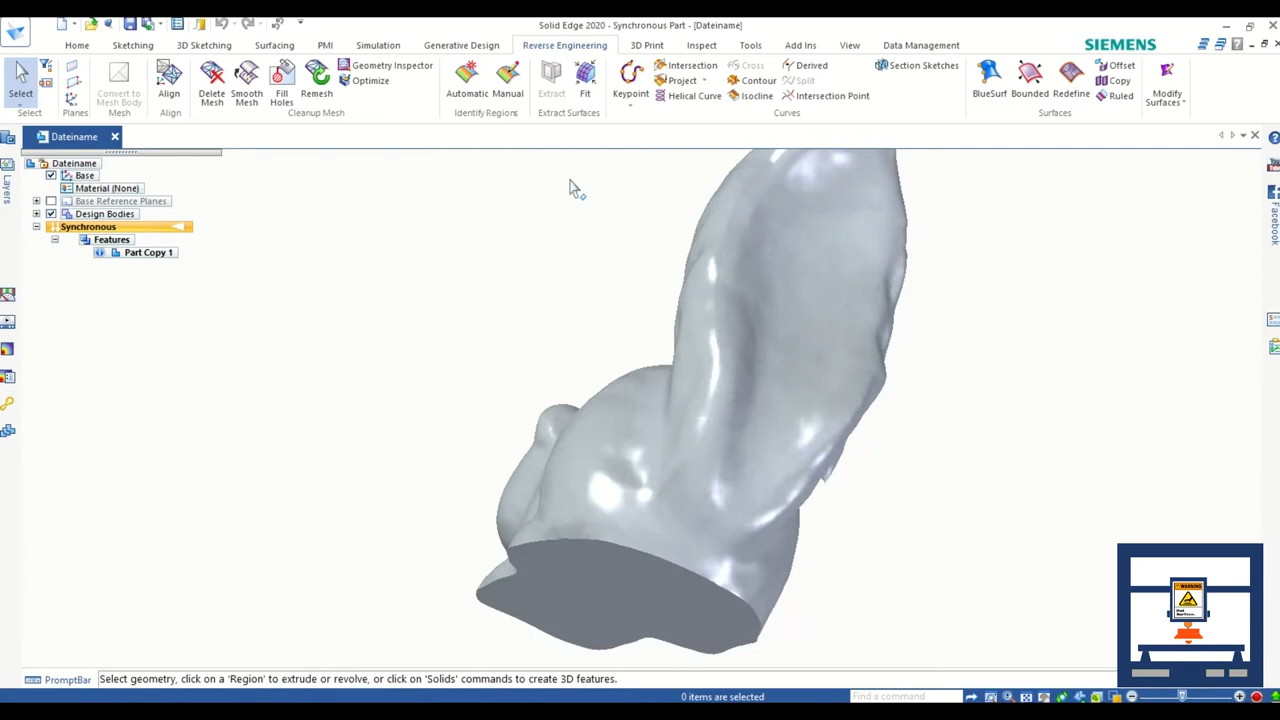 Solid Edge 2020 - Synchronous Part - [Dateiname]
Home Sketching 3D Sketching Surfacing PMI Simulation Generative Design Reverse Engineering 3D Print Inspect Tools Add Ins View Data Management SIEMENS
Select
Select
Planes
Convert to Mesh Body
Mesh
Align
Align
Delete Mesh
Smooth Mesh
Fill Holes
Remesh
Geometry Inspector
Optimize
Cleanup Mesh
Automatic
Manual
Identify Regions
Extract
Fit
Extract Surfaces
Keypoint
Intersection
Project
Helical Curve
Cross
Contour
Isocline
Derived
Split
Intersection Point
Section Sketches
Curves
BlueSurf
Bounded
Redefine
Offset
Copy
Ruled
Surfaces
Modify Surfaces
Dateiname
Layers
Dateiname
Base
Material (None)
Base Reference Planes
Design Bodies
Synchronous
Features
Part Copy 1
Facebook
WARNING
PromptBar
Select geometry, click on a 'Region' to extrude or revolve, or click on 'Solids' commands to create 3D features.
0 items are selected
Find a command